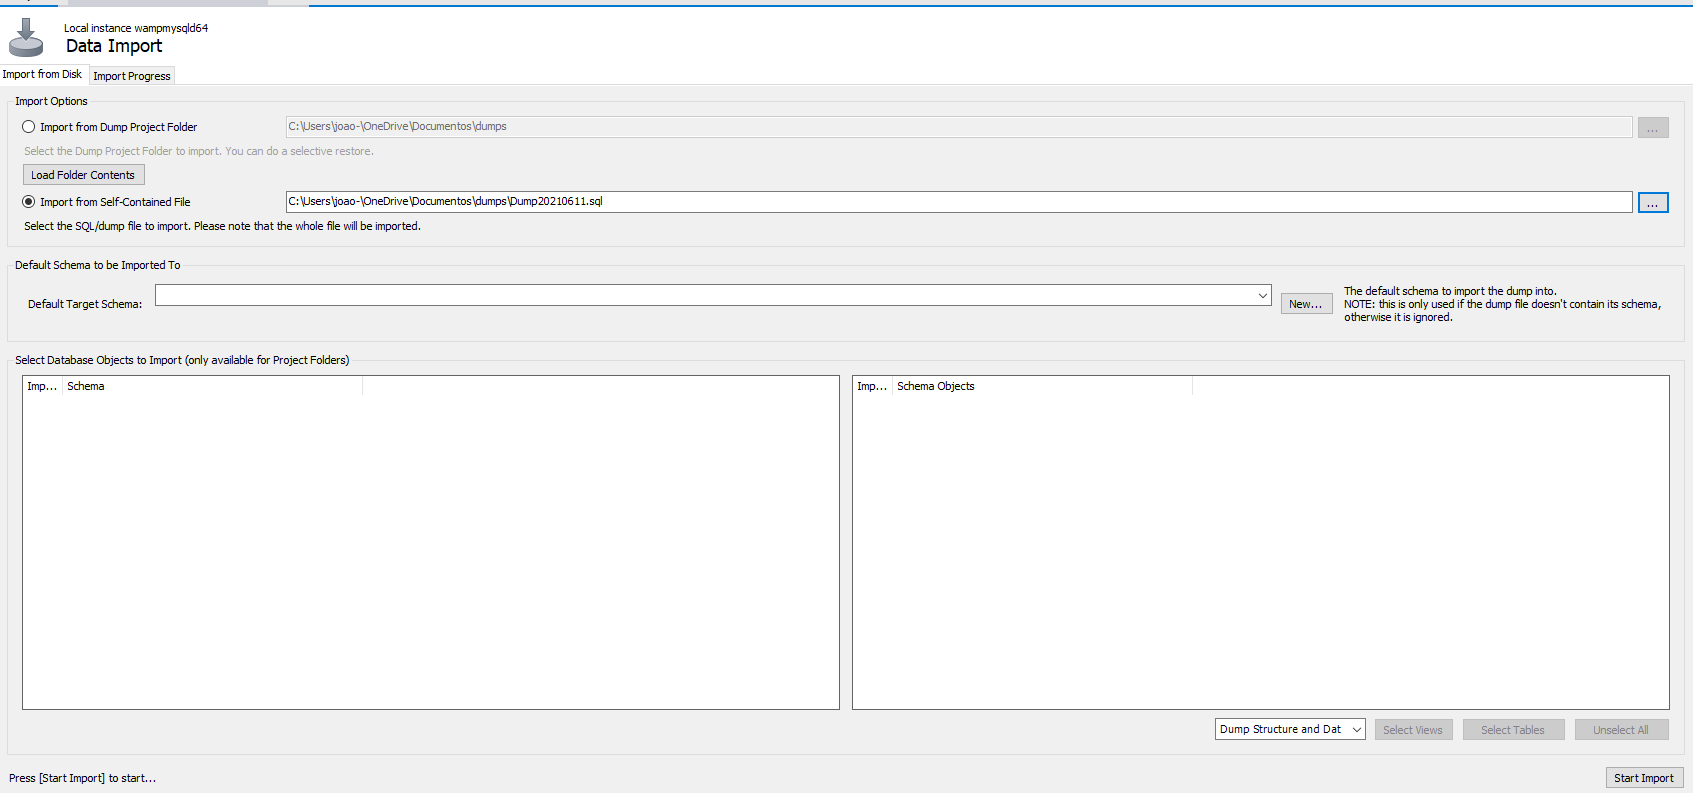 Local instance wampmysqld64
Data Import
Import from Disk
Import Progress
Import Options
Import from Dump Project Folder
C:\Users\joao-\OneDrive\Documentos\dumps
...
Select the Dump Project Folder to import. You can do a selective restore.
Load Folder Contents
Import from Self-Contained File
C:\Users\joao-\OneDrive\Documentos\dumps\Dump20210611.sql
...
Select the SQL/dump file to import. Please note that the whole file will be imported.
Default Schema to be Imported To
Default Target Schema:
New...
The default schema to import the dump into.
NOTE: this is only used if the dump file doesn't contain its schema,
otherwise it is ignored.
Select Database Objects to Import (only available for Project Folders)
Imp... Schema
Imp... Schema Objects
Dump Structure and Dat
Select Views
Select Tables
Unselect All
Press [Start Import] to start...
Start Import